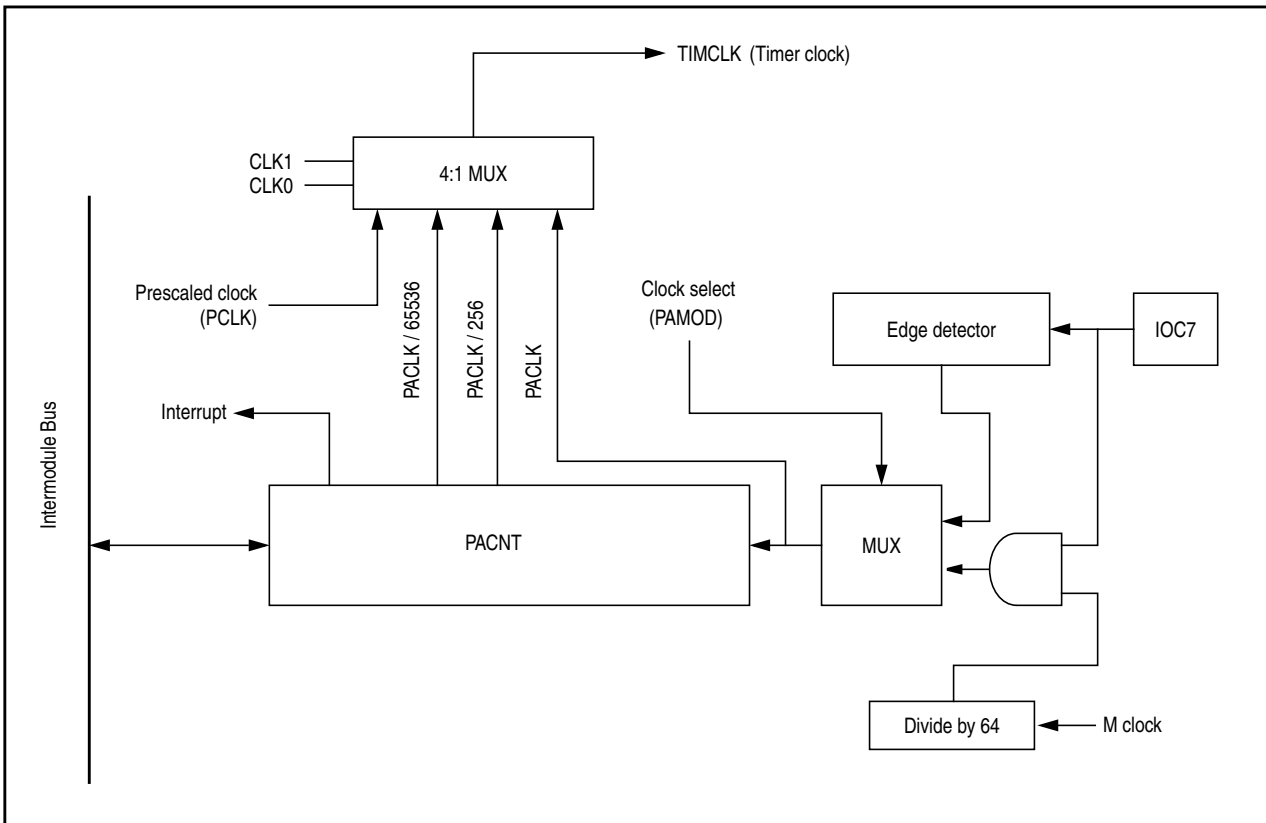 TIMCLK (Timer clock)
CLK1
CLK0
4:1 MUX
Prescaled clock
(PCLK)
PACLK / 65536
PACLK / 256
PACLK
Clock select
(PAMOD)
Edge detector
IOC7
Interrupt
Intermodule Bus
PACNT
MUX
Divide by 64
M clock